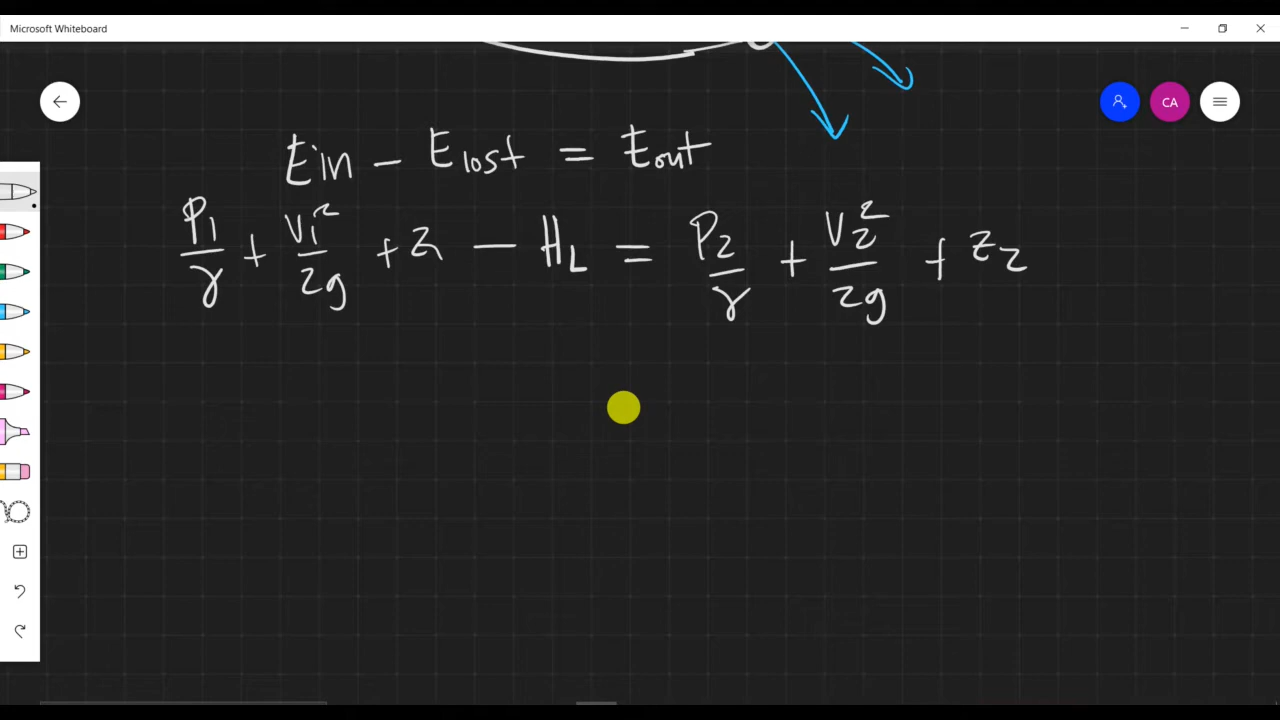 Microsoft Whiteboard
CA
Ein - Elost = Eout
P1/γ + V1²/2g + z1 - HL = P2/γ + V2²/2g + z2